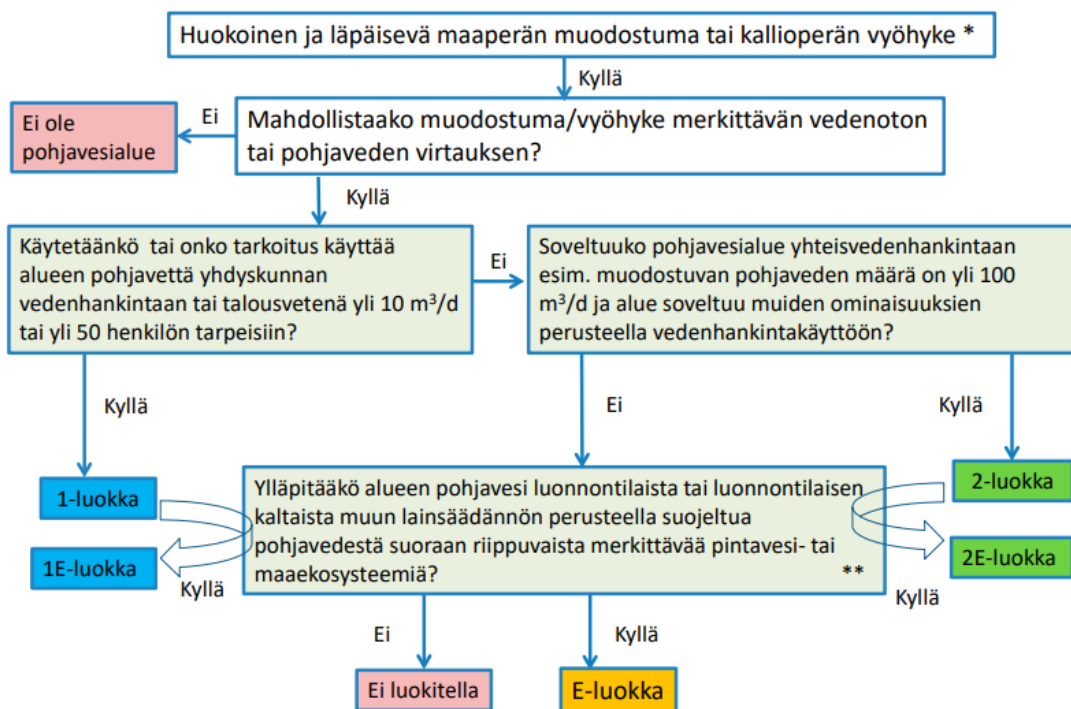 Huokoinen ja läpäisevä maaperän muodostuma tai kallioperän vyöhyke *
Kyllä
Ei ole
pohjavesialue
Ei
Mahdollistaako muodostuma/vyöhyke merkittävän vedenoton
tai pohjaveden virtauksen?
Kyllä
Käytetäänkö tai onko tarkoitus käyttää
alueen pohjavettä yhdyskunnan
vedenhankintaan tai talousvetenä yli 10 m³/d
tai yli 50 henkilön tarpeisiin?
Ei
Soveltuuko pohjavesialue yhteisvedenhankintaan
esim. muodostuvan pohjaveden määrä on yli 100
m³/d ja alue soveltuu muiden ominaisuuksien
perusteella vedenhankintakäyttöön?
Kyllä
Ei
Kyllä
1-luokka
1E-luokka
Kyllä
Ylläpitääkö alueen pohjavesi luonnontilaista tai luonnontilaisen
kaltaista muun lainsäädännön perusteella suojeltua
pohjavedestä suoraan riippuvaista merkittävää pintavesi- tai
maaekosysteemiä? **
2-luokka
2E-luokka
Kyllä
Ei
Kyllä
Ei luokitella
E-luokka